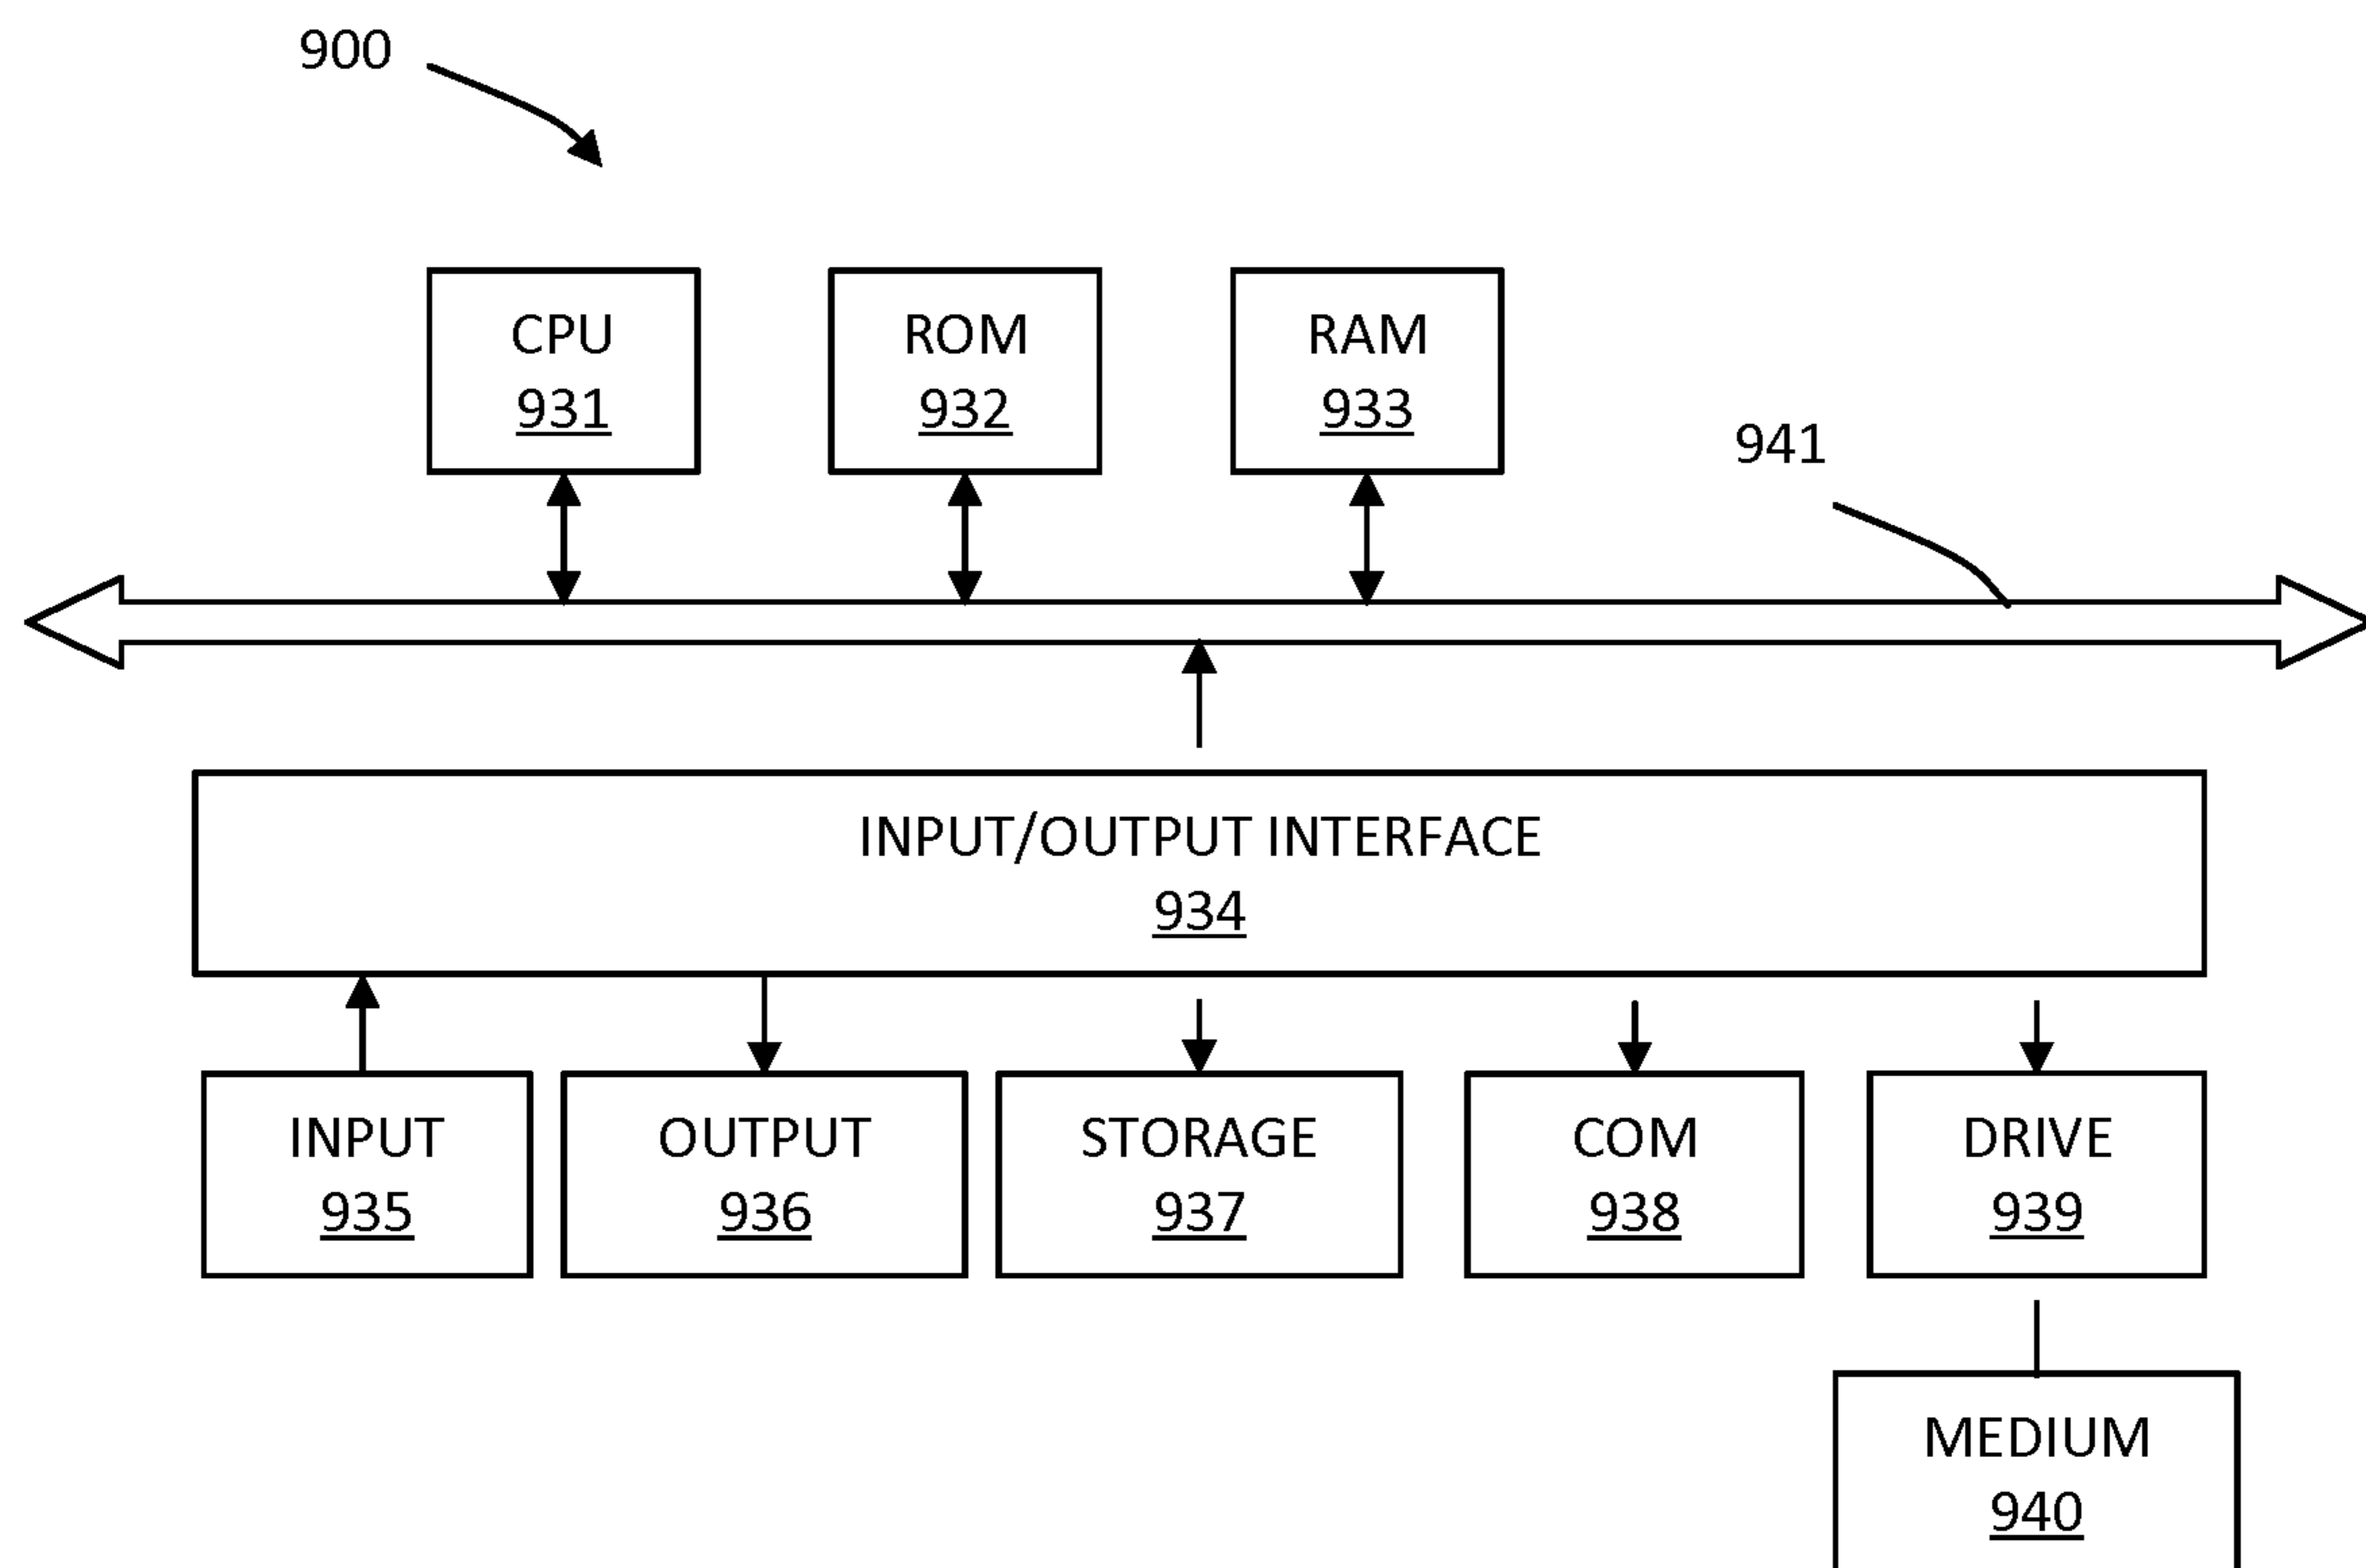 900
CPU
931
ROM
932
RAM
933
941
INPUT/OUTPUT INTERFACE
934
INPUT
935
OUTPUT
936
STORAGE
937
COM
938
DRIVE
939
MEDIUM
940